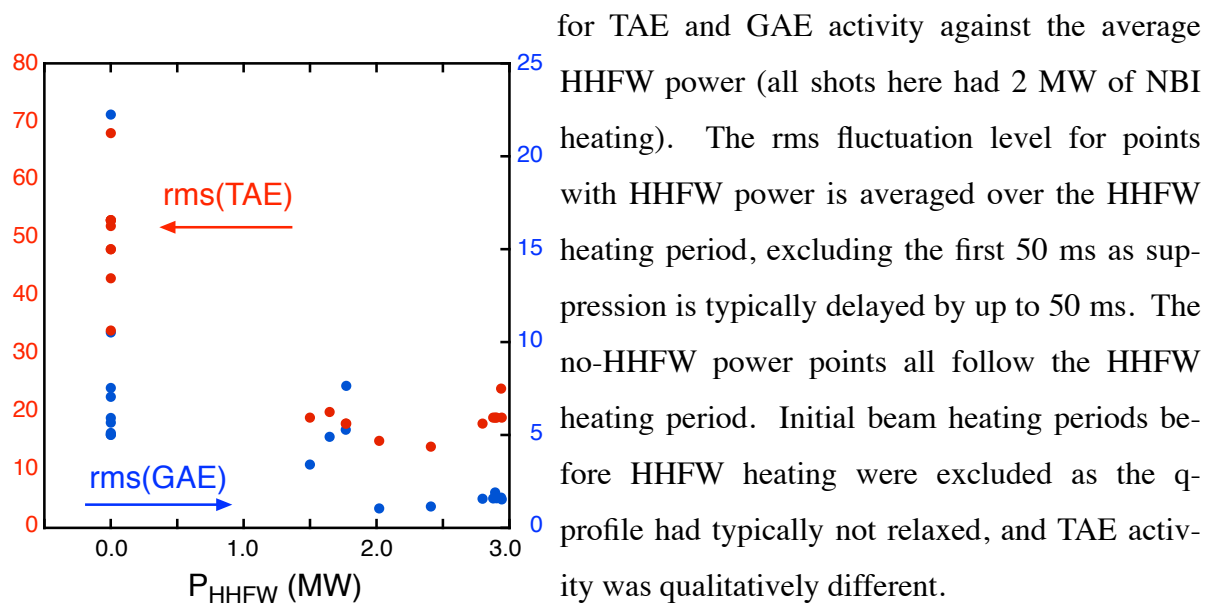 80
70
60
50
40
30
20
10
0
25
20
15
10
5
0
rms(TAE)
rms(GAE)
0.0 1.0 2.0 3.0
P_HHFW (MW)
for TAE and GAE activity against the average
HHFW power (all shots here had 2 MW of NBI
heating). The rms fluctuation level for points
with HHFW power is averaged over the HHFW
heating period, excluding the first 50 ms as sup-
pression is typically delayed by up to 50 ms. The
no-HHFW power points all follow the HHFW
heating period. Initial beam heating periods be-
fore HHFW heating were excluded as the q-
profile had typically not relaxed, and TAE activ-
ity was qualitatively different.